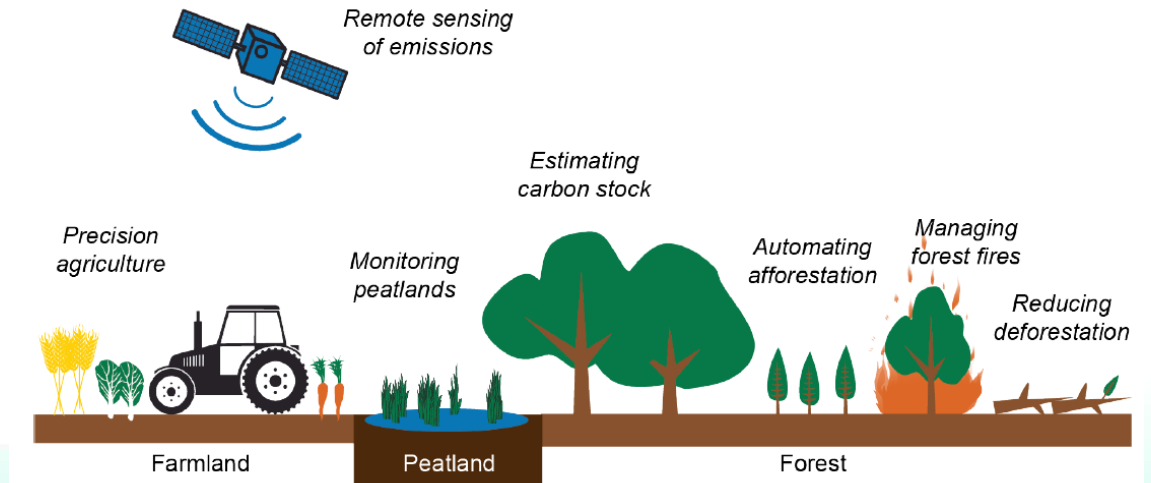 Remote sensing
of emissions
Estimating
carbon stock
Precision
agriculture
Monitoring
peatlands
Automating
afforestation
Managing
forest fires
Reducing
deforestation
Farmland
Peatland
Forest